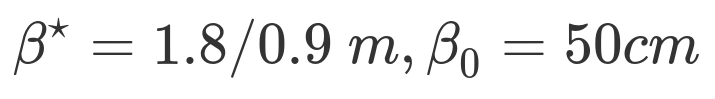 β⋆ = 1.8/0.9 m, β₀ = 50cm